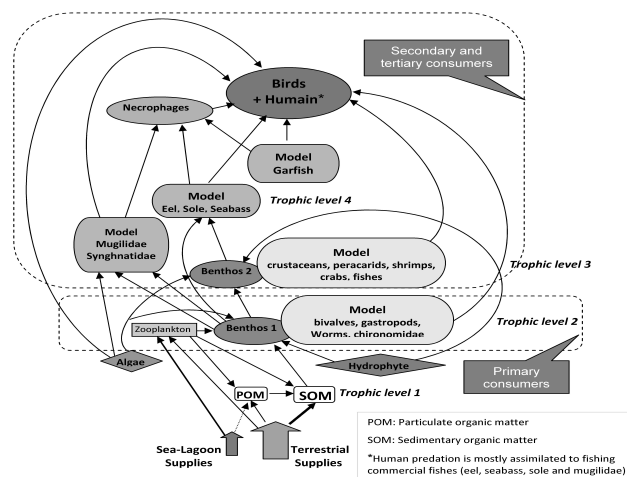 Secondary and
tertiary consumers
Birds
+ Humain*
Necrophages
Model
Garfish
Model
Eel, Sole, Seabass
Trophic level 4
Model
Mugilidae
Synghnatidae
Benthos 2
Model
crustaceans, peracarids, shrimps,
crabs. fishes
Trophic level 3
Zooplankton
Benthos 1
Model
bivalves, gastropods,
Worms. chironomidae
Trophic level 2
Algae
Hydrophyte
Primary
consumers
POM
SOM
Trophic level 1
Sea-Lagoon
Supplies
Terrestrial
Supplies
POM: Particulate organic matter
SOM: Sedimentary organic matter
*Human predation is mostly assimilated to fishing
commercial fishes (eel, seabass, sole and mugilidae)